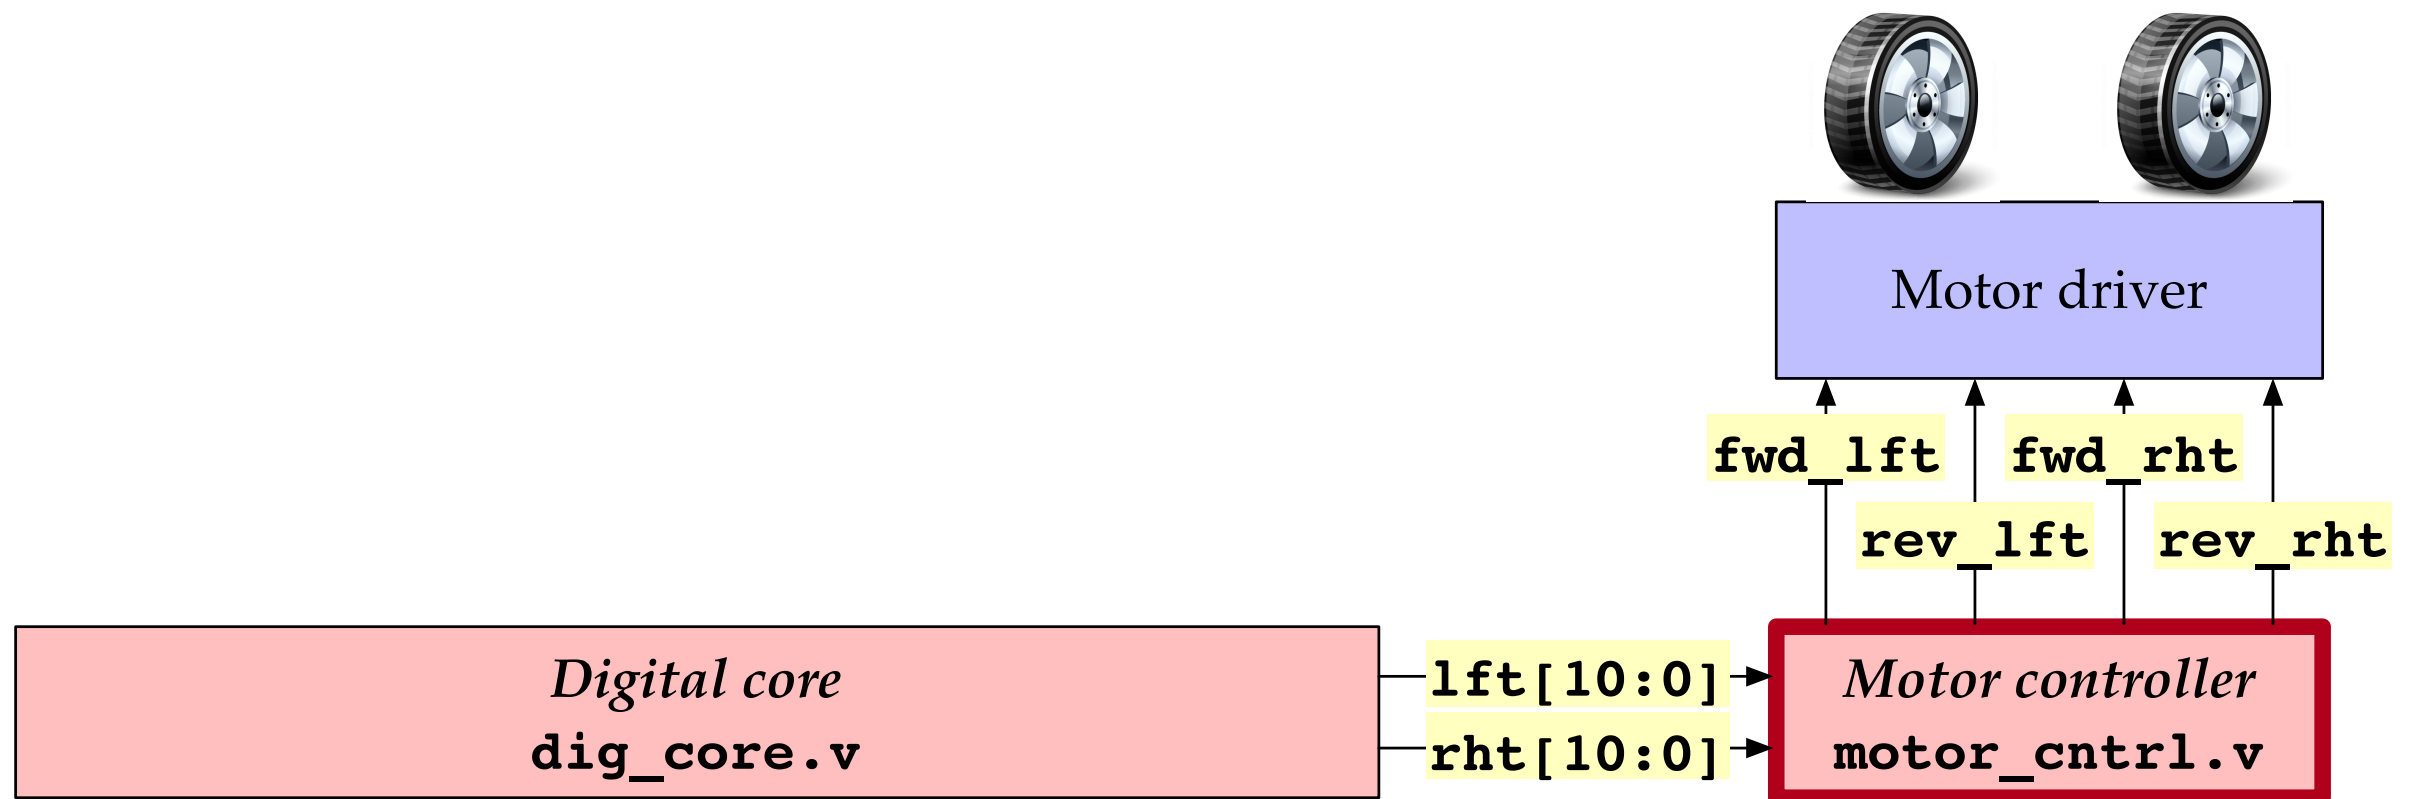 Motor driver
fwd_lft
fwd_rht
rev_lft
rev_rht
Digital core
dig_core.v
lft[10:0]
rht[10:0]
Motor controller
motor_cntrl.v